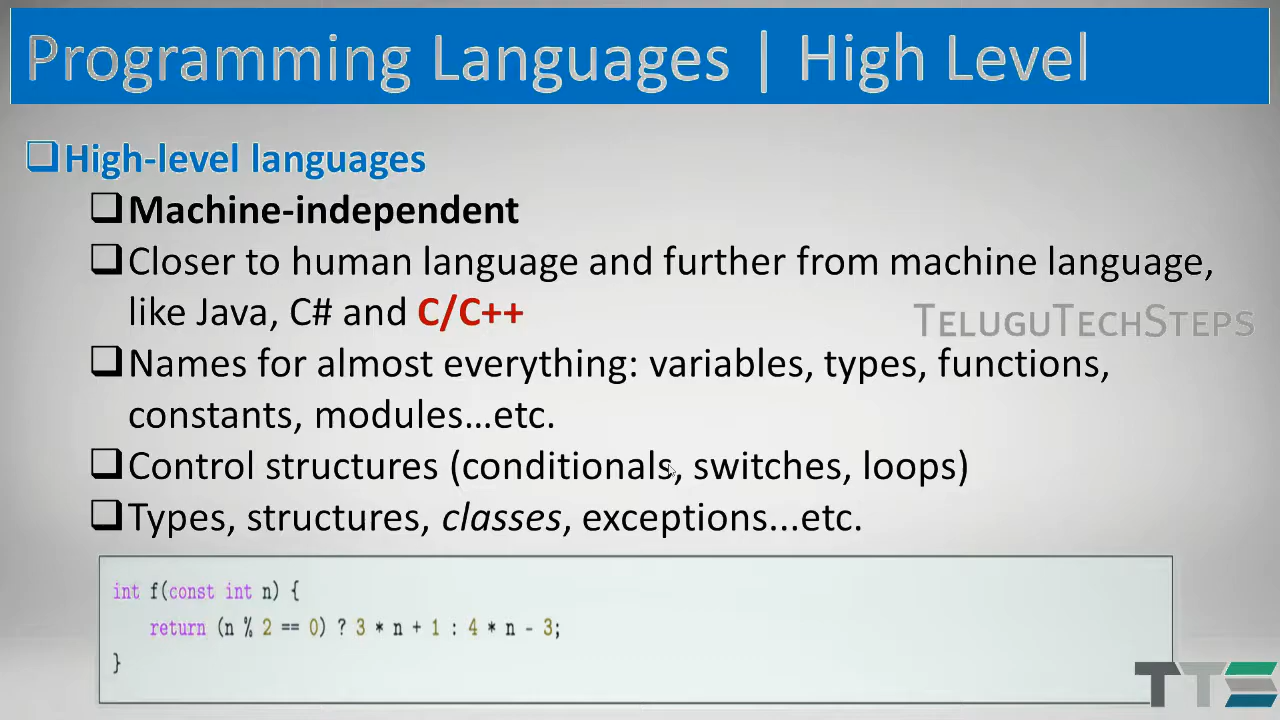 Programming Languages | High Level
High-level languages
Machine-independent
Closer to human language and further from machine language,
like Java, C# and C/C++
TELUGUTECHSTEPS
Names for almost everything: variables, types, functions,
constants, modules…etc.
Control structures (conditionals, switches, loops)
Types, structures, classes, exceptions...etc.
int f(const int n) {
return (n % 2 == 0) ? 3 * n + 1 : 4 * n - 3;
}
TTS